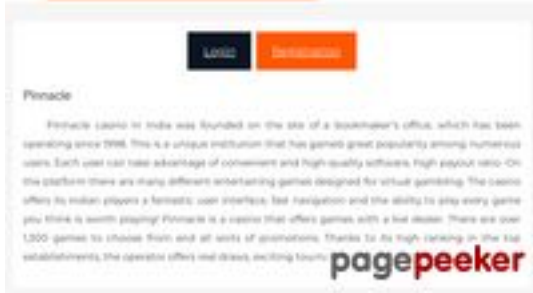 Login Registration
Pinnacle
Pinnacle casino in India was founded on the site of a bookmaker's office, which has been
operating since 1998. This is a unique institution that has gained great popularity among numerous
users. Each user can take advantage of convenient and high-quality software, high payout ratio. On
the platform there are many different entertaining games designed for virtual gambling. The casino
offers its Indian players a fantastic user interface, fast navigation and the ability to play every game
you think is worth playing! Pinnacle is a casino that offers games with a live dealer. There are over
1,300 games to choose from and all sorts of promotions. Thanks to its high ranking in the top
establishments, the operator offers real draws, exciting
pagepeeker